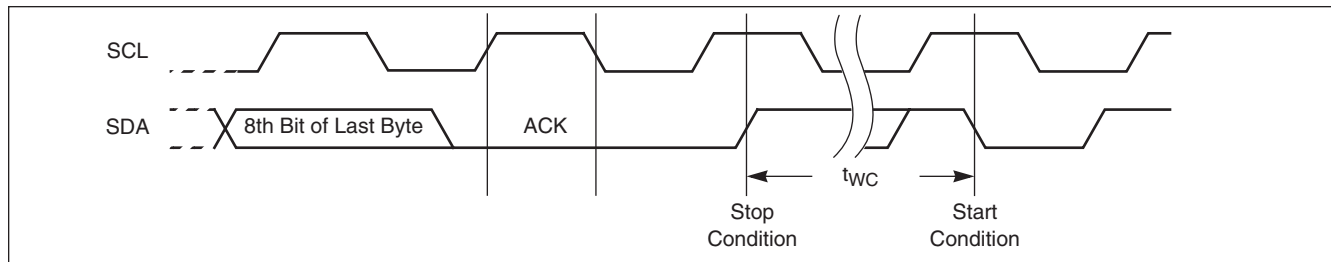 SCL
SDA
8th Bit of Last Byte
ACK
tWC
Stop
Condition
Start
Condition